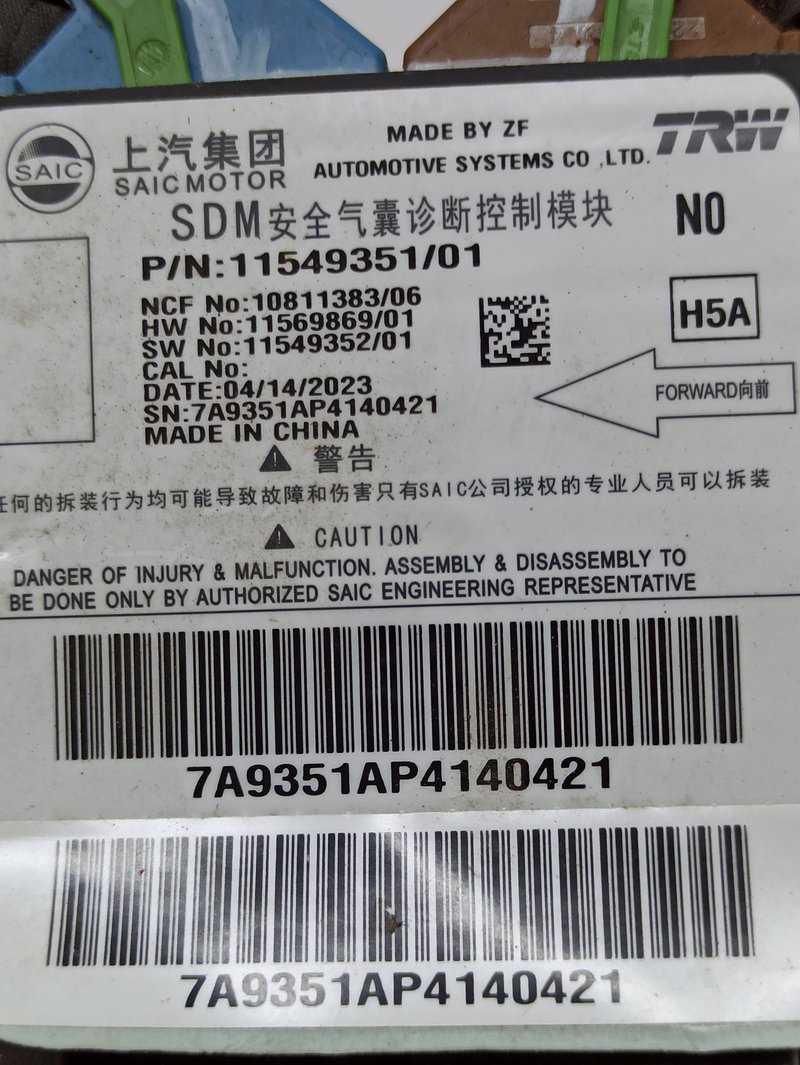 SAIC
上汽集团
SAIC MOTOR
MADE BY ZF
AUTOMOTIVE SYSTEMS CO ,LTD.
TRW
SDM安全气囊诊断控制模块
N0
P/N:11549351/01
NCF No:10811383/06
HW No:11569869/01
SW No:11549352/01
CAL No:
DATE:04/14/2023
SN:7A9351AP4140421
MADE IN CHINA
H5A
FORWARD向前
警告
任何的拆装行为均可能导致故障和伤害只有SAIC公司授权的专业人员可以拆装
CAUTION
DANGER OF INJURY & MALFUNCTION. ASSEMBLY & DISASSEMBLY TO
BE DONE ONLY BY AUTHORIZED SAIC ENGINEERING REPRESENTATIVE
7A9351AP4140421
7A9351AP4140421